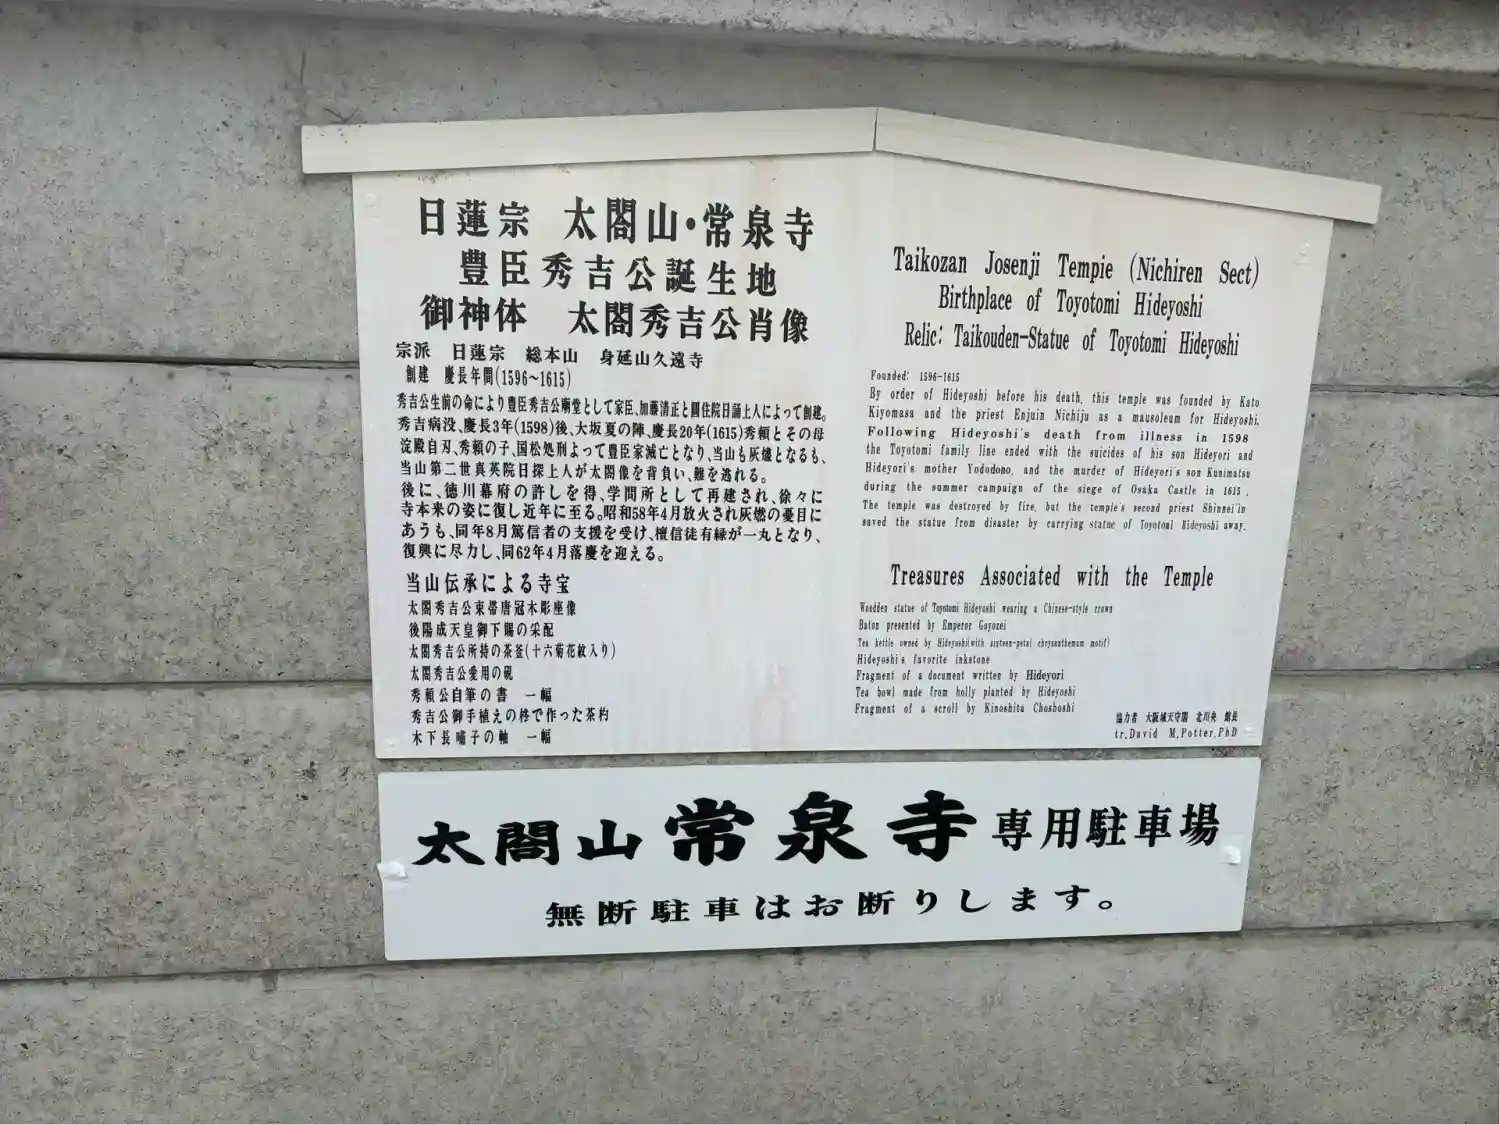 日蓮宗 太閤山・常泉寺
豊臣秀吉公誕生地
御神体 太閤秀吉公肖像
宗派 日蓮宗 総本山 身延山久遠寺
創建 慶長年間(1596~1615)
秀吉公生前の命により豊臣秀吉公廟堂として家臣、加藤清正と圓住院日誦上人によって創建。
秀吉病没、慶長3年(1598)後、大坂夏の陣、慶長20年(1615)秀頼とその母
淀殿自刃、秀頼の子、国松処刑よって豊臣家滅亡となり、当山も灰燼となるも、
当山第二世真英院日探上人が太閤像を背負い、難を逃れる。
後に、徳川幕府の許しを得、学問所として再建され、徐々に
寺本来の姿に復し近年に至る。昭和58年4月放火され灰燃の憂目に
あうも、同年8月篤信者の支援を受け、檀信徒有縁が一丸となり、
復興に尽力し、同62年4月落慶を迎える。
当山伝承による寺宝
太閤秀吉公束帯唐冠木彫座像
後陽成天皇御下賜の采配
太閤秀吉公所持の茶釜(十六菊花紋入り)
太閤秀吉公愛用の硯
秀頼公自筆の書 一幅
秀吉公御手植えの柊で作った茶杓
木下長嘯子の軸 一幅
Taikozan Josenji Tempie (Nichiren Sect)
Birthplace of Toyotomi Hideyoshi
Relic: Taikouden-Statue of Toyotomi Hideyoshi
Founded: 1596-1615
By order of Hideyoshi before his death, this temple was founded by Kato
Kiyomasa and the priest Enjuin Nichiju as a mausoleum for Hideyoshi.
Following Hideyoshi's death from illness in 1598
the Toyotomi family line ended with the suicides of his son Hideyori and
Hideyori's mother Yododono, and the murder of Hideyori's son Kunimatsu
during the summer campaign of the siege of Osaka Castle in 1615.
The temple was destroyed by fire, but the temple's second priest Shinnei'in
saved the statue from disaster by carrying statue of Toyotomi Hideyoshi away.
Treasures Associated with the Temple
Wooden statue of Toyotomi Hideyoshi wearing a Chinese-style crown
Baton presented by Emperor Goyozei
Tea kettle owned by Hideyoshi(with sixteen-petal chrysanthemum motif)
Hideyoshi's favorite inkstone
Fragment of a document written by Hideyori
Tea bowl made from holly planted by Hideyoshi
Fragment of a scroll by Kinoshita Choshoshi
協力者 大阪城天守閣 北川央 館長
tr.David M.Potter.PhD
太閤山常泉寺専用駐車場
無断駐車はお断りします。